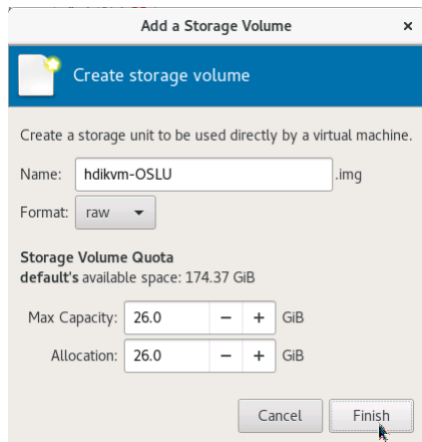 Add a Storage Volume ×
Create storage volume
Create a storage unit to be used directly by a virtual machine.
Name: hdikvm-OSLU .img
Format: raw
Storage Volume Quota
default's available space: 174.37 GiB
Max Capacity: 26.0 − + GiB
Allocation: 26.0 − + GiB
Cancel Finish